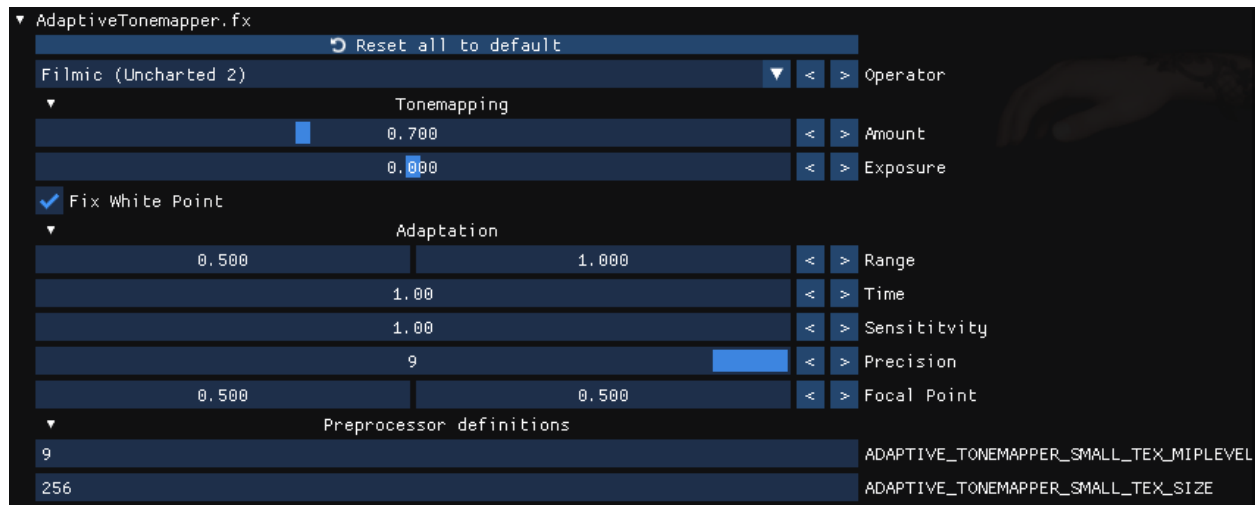 AdaptiveTonemapper.fx
Reset all to default
Filmic (Uncharted 2) < > Operator
Tonemapping
0.700 < > Amount
0.000 < > Exposure
Fix White Point
Adaptation
0.500 1.000 < > Range
1.00 < > Time
1.00 < > Sensititvity
9 < > Precision
0.500 0.500 < > Focal Point
Preprocessor definitions
9 ADAPTIVE_TONEMAPPER_SMALL_TEX_MIPLEVEL
256 ADAPTIVE_TONEMAPPER_SMALL_TEX_SIZE